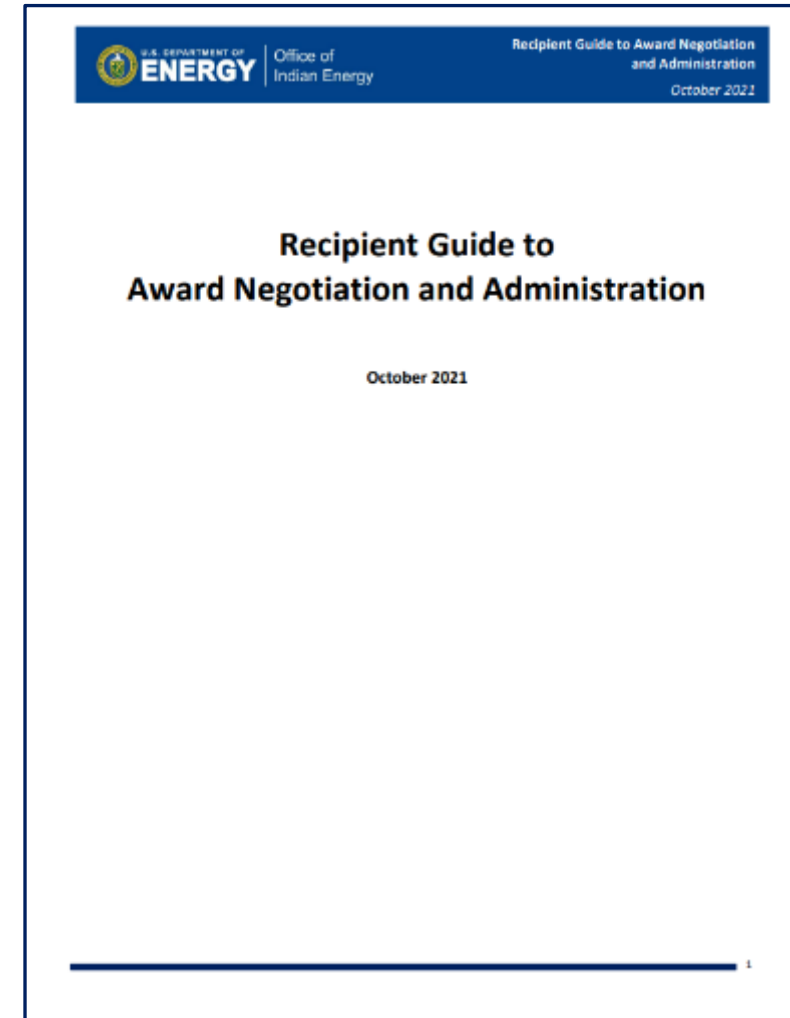 U.S. DEPARTMENT OF
ENERGY
Office of
Indian Energy
Recipient Guide to Award Negotiation
and Administration
October 2021
Recipient Guide to
Award Negotiation and Administration
October 2021
1